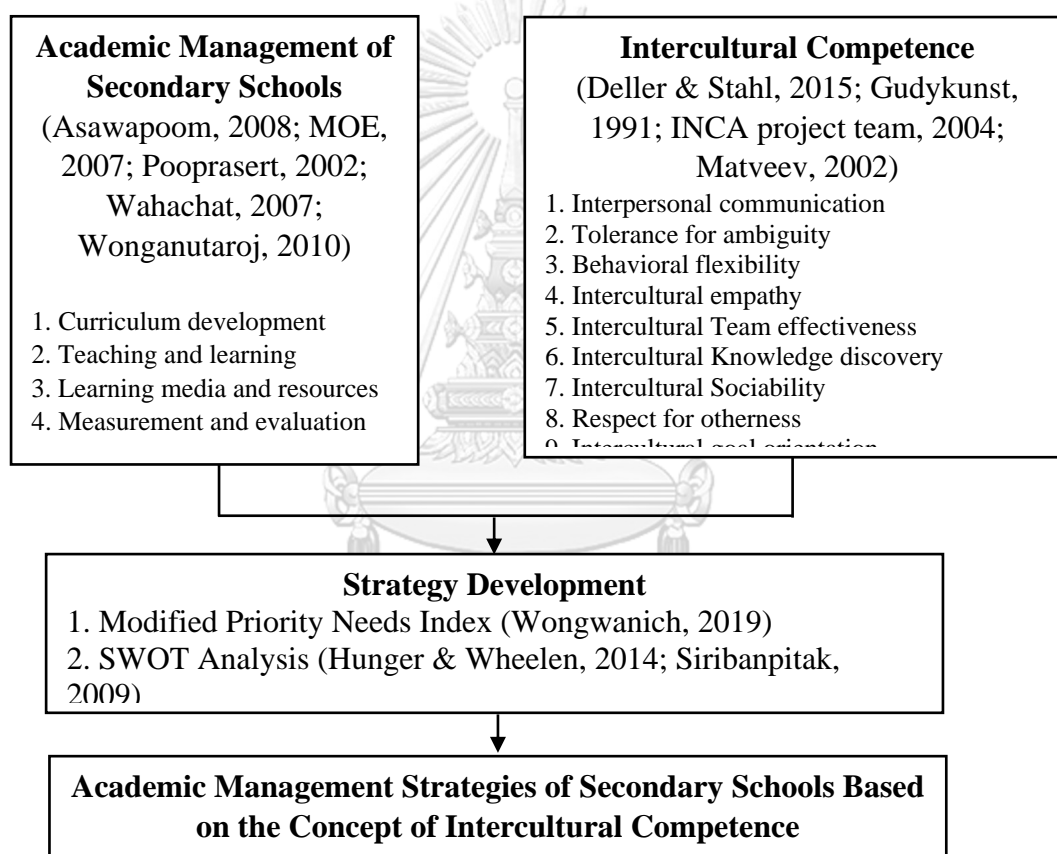 Academic Management of
Secondary Schools
(Asawapoom, 2008; MOE,
2007; Pooprasert, 2002;
Wahachat, 2007;
Wonganutaroj, 2010)
1. Curriculum development
2. Teaching and learning
3. Learning media and resources
4. Measurement and evaluation
Intercultural Competence
(Deller & Stahl, 2015; Gudykunst,
1991; INCA project team, 2004;
Matveev, 2002)
1. Interpersonal communication
2. Tolerance for ambiguity
3. Behavioral flexibility
4. Intercultural empathy
5. Intercultural Team effectiveness
6. Intercultural Knowledge discovery
7. Intercultural Sociability
8. Respect for otherness
9. Intercultural goal orientation
Strategy Development
1. Modified Priority Needs Index (Wongwanich, 2019)
2. SWOT Analysis (Hunger & Wheelen, 2014; Siribanpitak,
2009)
Academic Management Strategies of Secondary Schools Based
on the Concept of Intercultural Competence